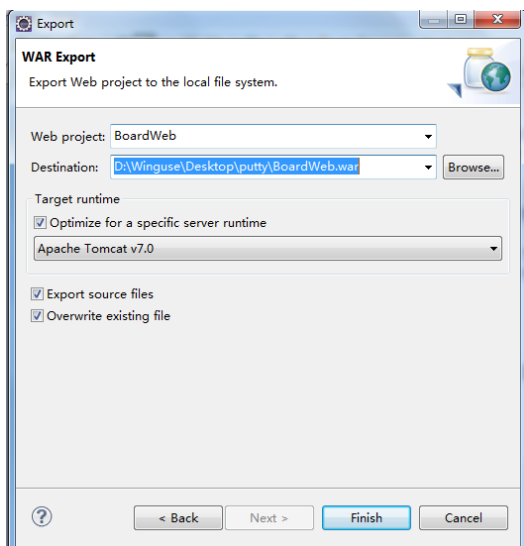 Export
WAR Export
Export Web project to the local file system.
Web project: BoardWeb
Destination: D:\Winguse\Desktop\putty\BoardWeb.war Browse...
Target runtime
Optimize for a specific server runtime
Apache Tomcat v7.0
Export source files
Overwrite existing file
? < Back Next > Finish Cancel